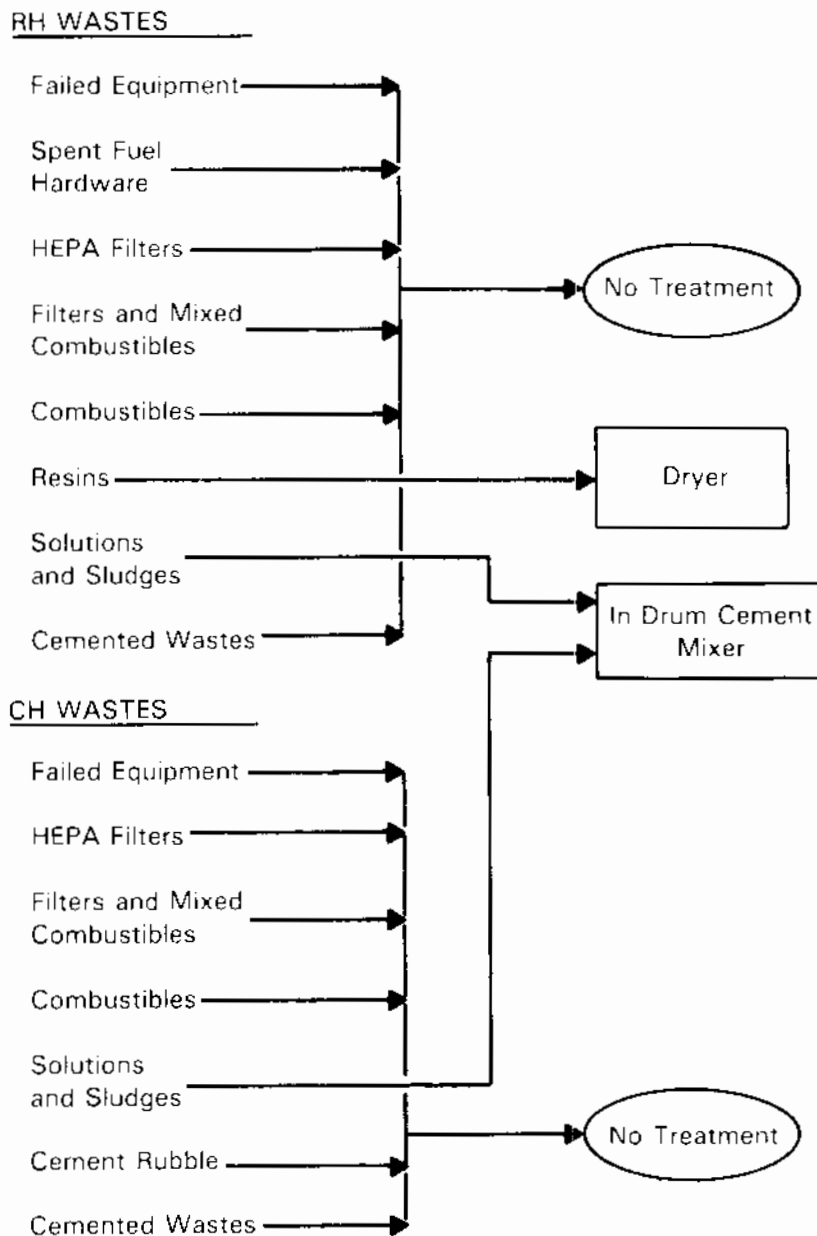 RH WASTES
Failed Equipment
Spent Fuel
Hardware
HEPA Filters
No Treatment
Filters and Mixed
Combustibles
Combustibles
Resins
Dryer
Solutions
and Sludges
In Drum Cement
Mixer
Cemented Wastes
CH WASTES
Failed Equipment
HEPA Filters
Filters and Mixed
Combustibles
Combustibles
Solutions
and Sludges
No Treatment
Cement Rubble
Cemented Wastes